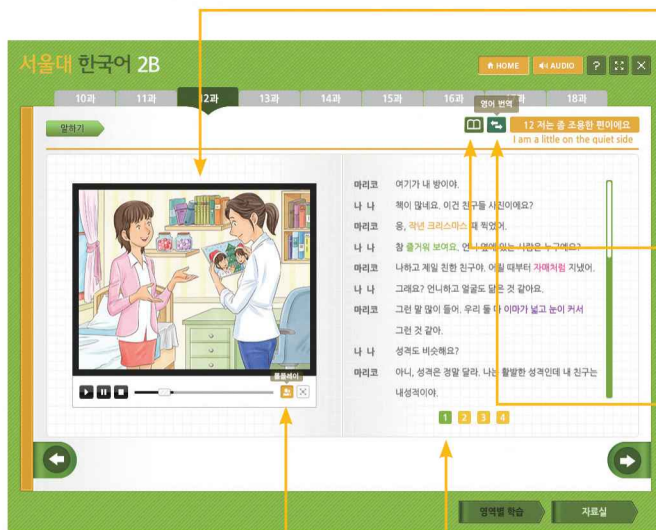 서울대 한국어 2B
HOME
AUDIO
?
10과
11과
12과
13과
14과
15과
16과
18과
영어 번역
말하기
12 저는 좀 조용한 편이에요
I am a little on the quiet side
마리코 여기가 내 방이야.
나 나 책이 많네요. 이건 친구들 사진이에요?
마리코 응, 작년 크리스마스 때 찍었어.
나 나 참 즐거워 보여요. 언니 옆에 있는 사람은 누구예요?
마리코 나하고 제일 친한 친구야. 어릴 때부터 자매처럼 지냈어.
나 나 그래요? 언니하고 얼굴도 닮은 것 같아요.
마리코 그런 말 많이 들어. 우리 둘 다 이마가 넓고 눈이 커서
그런 것 같아.
나 나 성격도 비슷해요?
마리코 아니, 성격은 정말 달라. 나는 활발한 성격인데 내 친구는
내성적이야.
롤플레이
1 2 3 4
영역별 학습
자료실